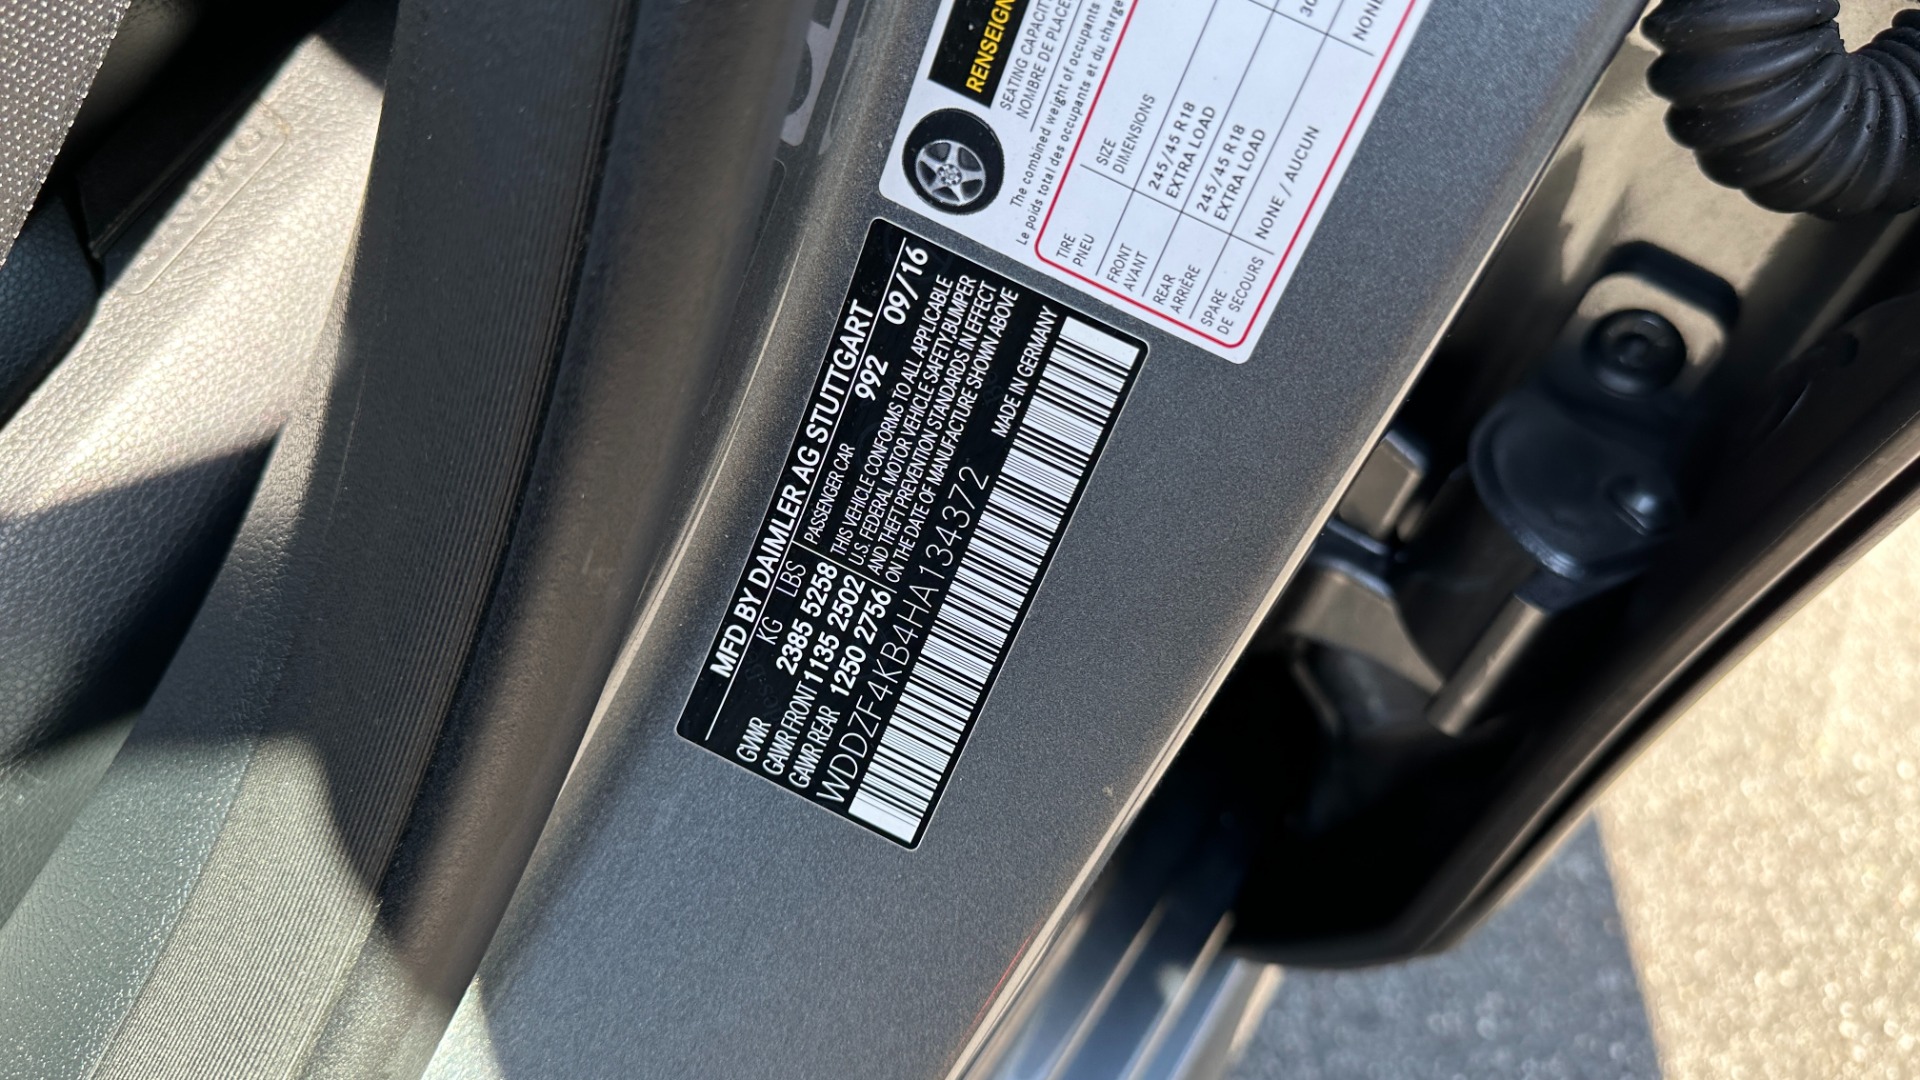 RENSEIGN
SEATING CAPACIT
NOMBRE DE PLACE
The combined weight of occupants
Le poids total des occupants et du charge
TIRE SIZE
PNEU DIMENSIONS
FRONT 245/45 R18 30
AVANT EXTRA LOAD
REAR 245/45 R18
ARRIÈRE EXTRA LOAD
SPARE NONE / AUCUN NONE
DE SECOURS
MFD BY DAIMLER AG STUTTGART
KG LBS 992 09/16
GVWR 2385 5258
GAWR FRONT 1135 2502
GAWR REAR 1250 2756
PASSENGER CAR
THIS VEHICLE CONFORMS TO ALL APPLICABLE
U.S. FEDERAL MOTOR VEHICLE SAFETY,BUMPER
AND THEFT PREVENTION STANDARDS IN EFFECT
ON THE DATE OF MANUFACTURE SHOWN ABOVE
WDDZF4KB4HA134372 MADE IN GERMANY